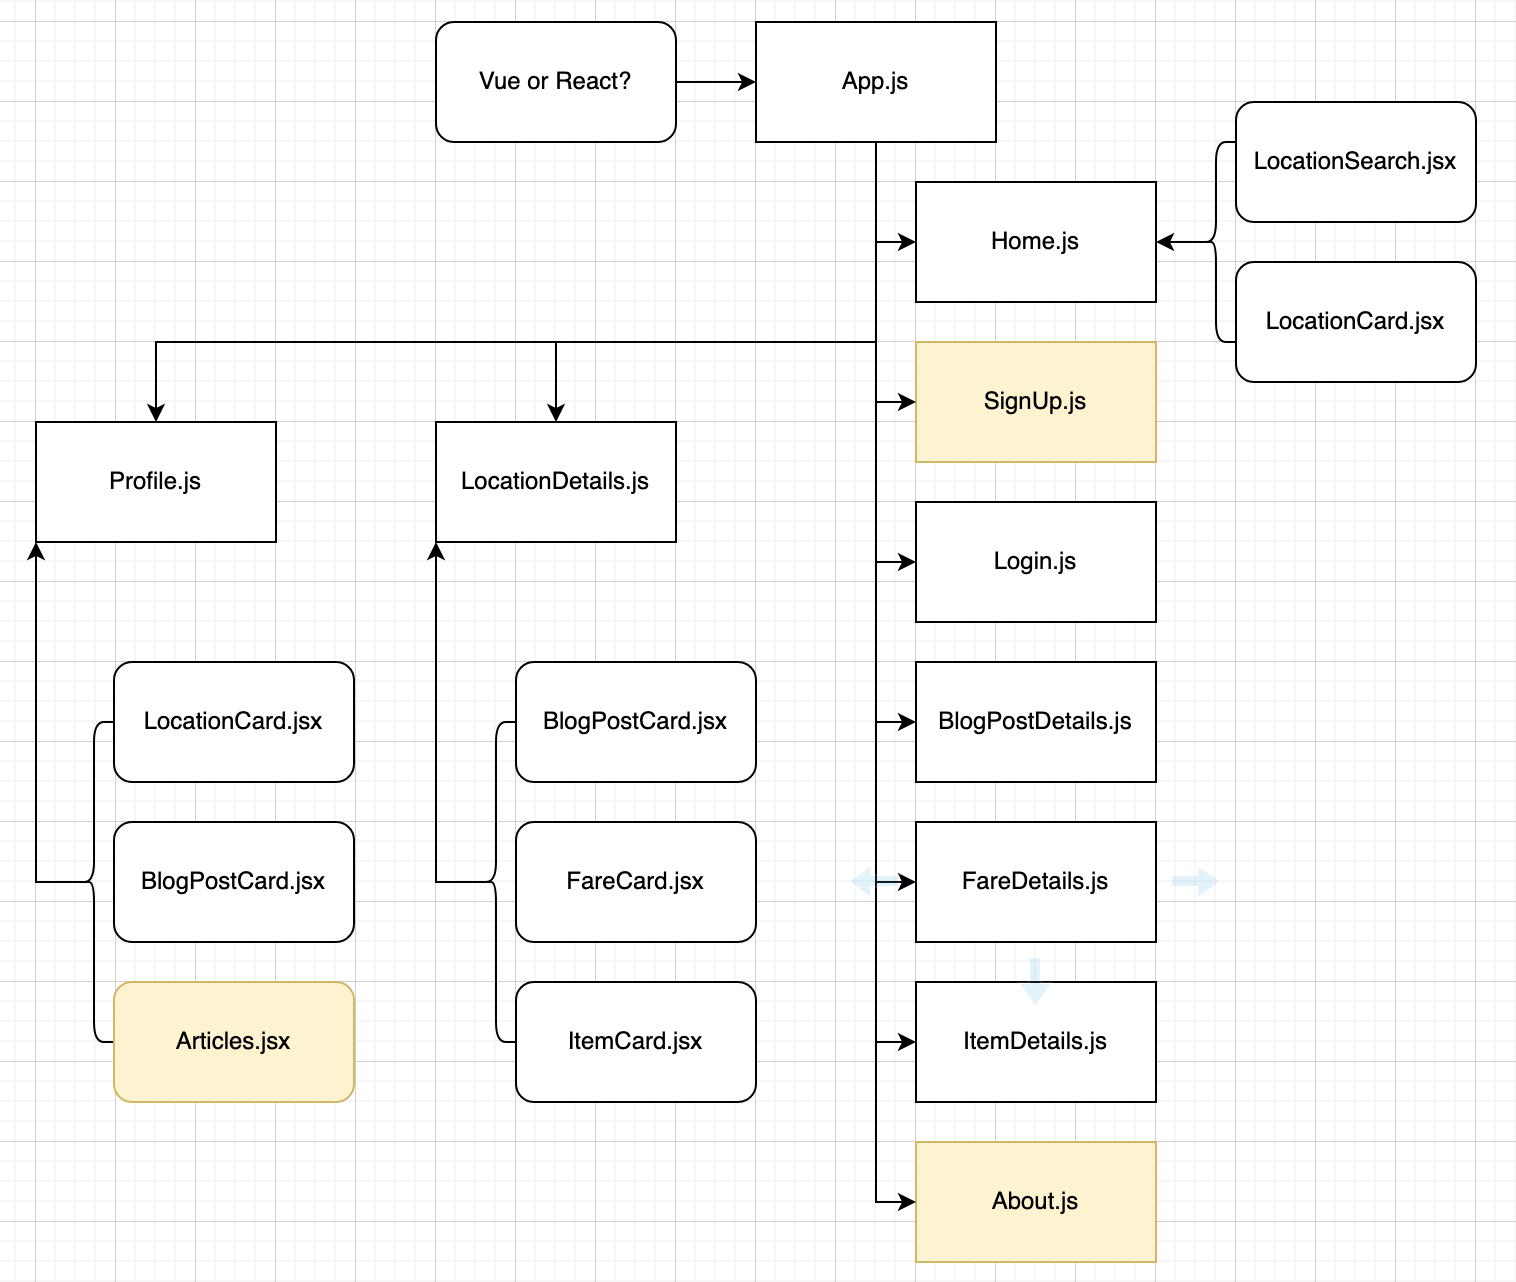 Vue or React?
App.js
LocationSearch.jsx
Home.js
LocationCard.jsx
SignUp.js
Profile.js
LocationDetails.js
Login.js
LocationCard.jsx
BlogPostCard.jsx
BlogPostDetails.js
BlogPostCard.jsx
FareCard.jsx
FareDetails.js
Articles.jsx
ItemCard.jsx
ItemDetails.js
About.js